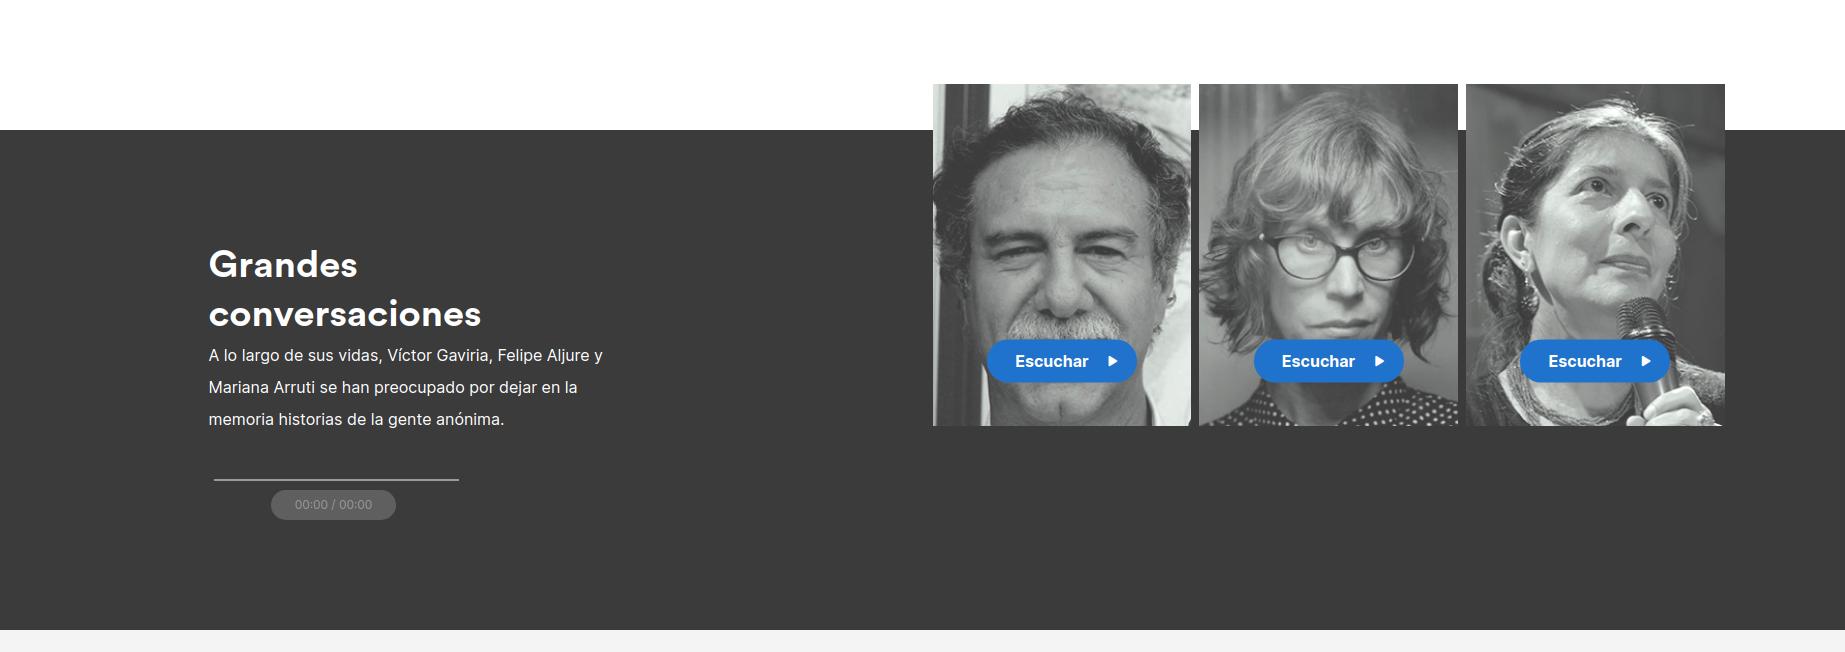 Grandes
conversaciones
A lo largo de sus vidas, Víctor Gaviria, Felipe Aljure y
Mariana Arruti se han preocupado por dejar en la
memoria historias de la gente anónima.
00:00 / 00:00
Escuchar
Escuchar
Escuchar